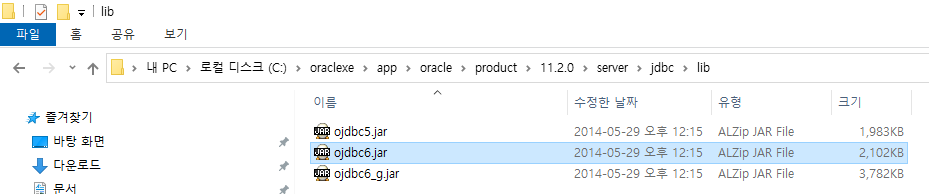 lib
파일 홈 공유 보기
내 PC > 로컬 디스크 (C:) > oraclexe > app > oracle > product > 11.2.0 > server > jdbc > lib
이름 수정한 날짜 유형 크기
즐겨찾기
바탕 화면
다운로드
문서
ojdbc5.jar 2014-05-29 오후 12:15 ALZip JAR File 1,983KB
ojdbc6.jar 2014-05-29 오후 12:15 ALZip JAR File 2,102KB
ojdbc6_g.jar 2014-05-29 오후 12:15 ALZip JAR File 3,782KB